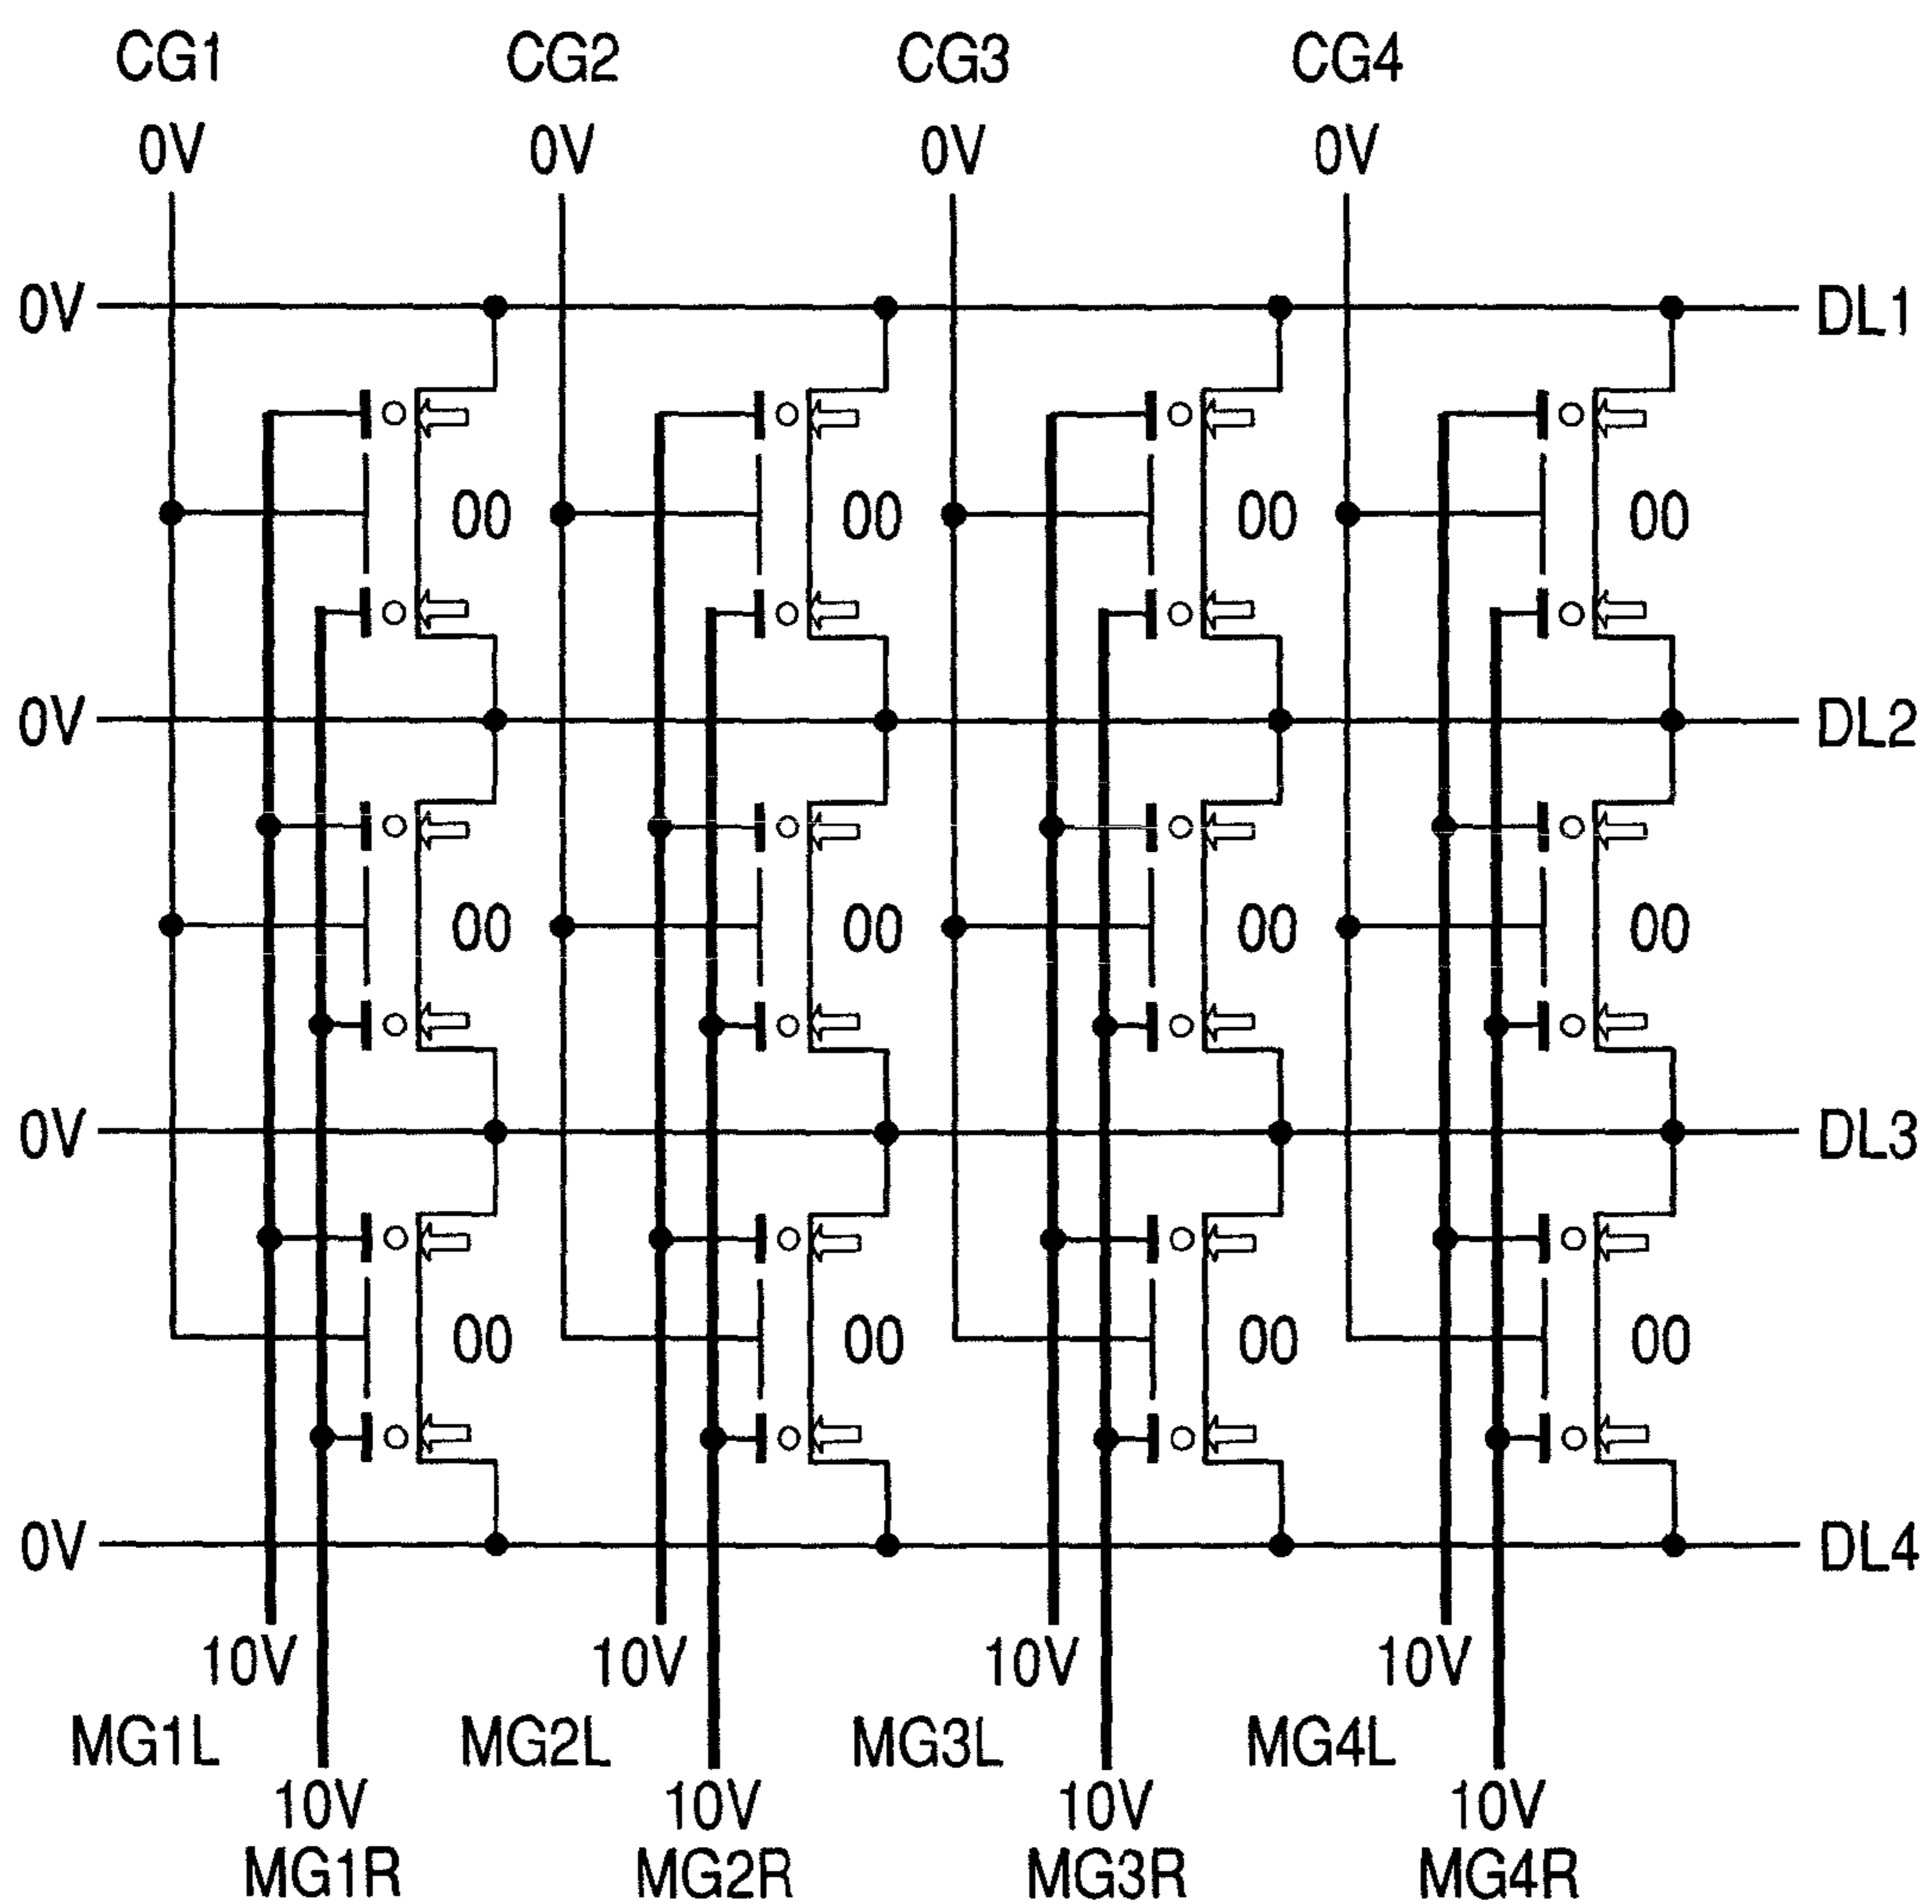 CG1 CG2 CG3 CG4
0V 0V 0V 0V
0V DL1
00 00 00 00
0V DL2
00 00 00 00
0V DL3
00 00 00 00
0V DL4
10V 10V 10V 10V
MG1L MG2L MG3L MG4L
10V 10V 10V 10V
MG1R MG2R MG3R MG4R